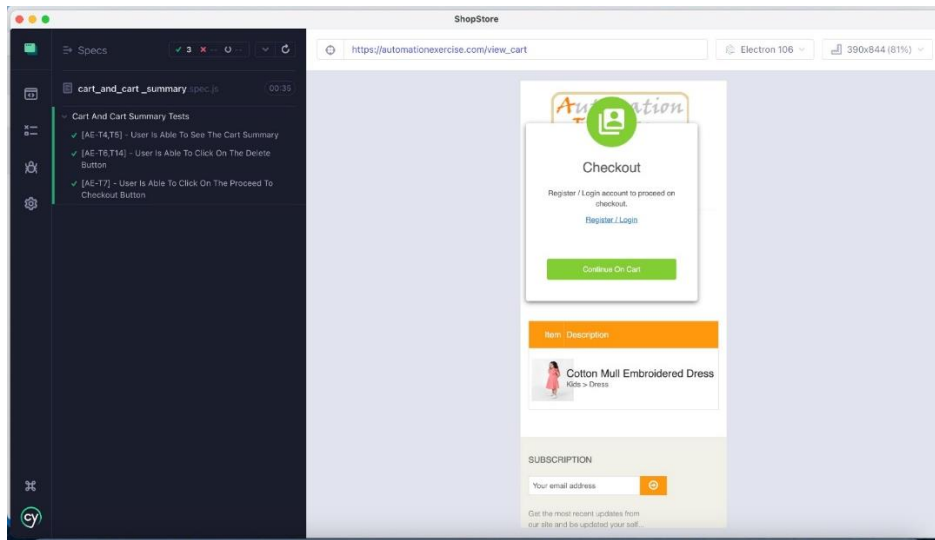 ShopStore
Specs
3
--
--
https://automationexercise.com/view_cart
Electron 106
390x844 (81%)
cart_and_cart _summary.spec.js
00:35
Cart And Cart Summary Tests
[AE-T4,T5] - User Is Able To See The Cart Summary
[AE-T6,T14] - User Is Able To Click On The Delete
Button
[AE-T7] - User Is Able To Click On The Proceed To
Checkout Button
Checkout
Register / Login account to proceed on
checkout.
Register / Login
Continue On Cart
Item Description
Cotton Mull Embroidered Dress
Kids > Dress
SUBSCRIPTION
Your email address
Get the most recent updates from
our site and be updated your self...
cy